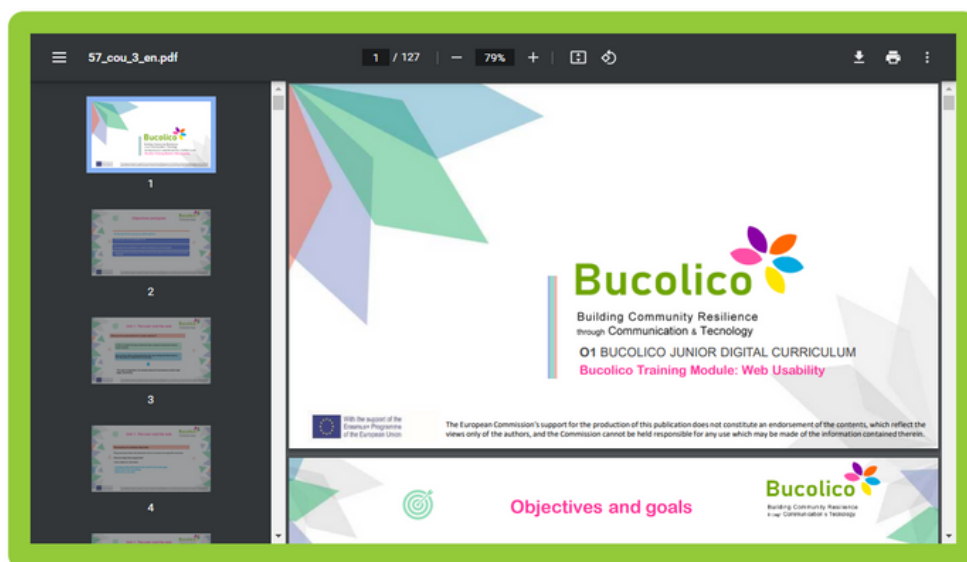 57_cou_3_en.pdf
1 / 127
79%
1
2
3
4
Bucolico
Building Community Resilience
through Communication & Tecnology
O1 BUCOLICO JUNIOR DIGITAL CURRICULUM
Bucolico Training Module: Web Usability
With the support of the
Erasmus+ Programme
of the European Union
The European Commission's support for the production of this publication does not constitute an endorsement of the contents, which reflect the
views only of the authors, and the Commission cannot be held responsible for any use which may be made of the information contained therein.
Objectives and goals
Bucolico
Building Community Resilience
through Communication & Tecnology